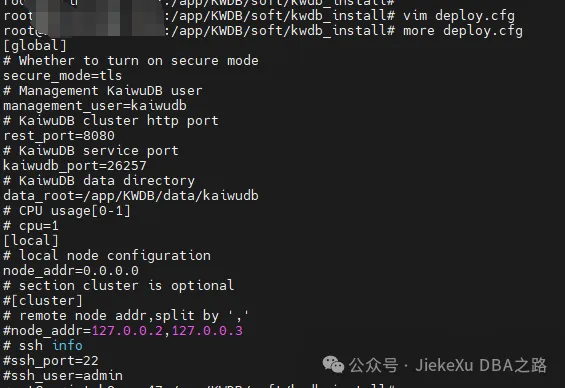 :/app/KWDB/soft/kwdb_install#
root :/app/KWDB/soft/kwdb_install# vim deploy.cfg
root :/app/KWDB/soft/kwdb_install# more deploy.cfg
[global]
# Whether to turn on secure mode
secure_mode=tls
# Management KaiwuDB user
management_user=kaiwudb
# KaiwuDB cluster http port
rest_port=8080
# KaiwuDB service port
kaiwudb_port=26257
# KaiwuDB data directory
data_root=/app/KWDB/data/kaiwudb
# CPU usage[0-1]
# cpu=1
[local]
# local node configuration
node_addr=0.0.0.0
# section cluster is optional
#[cluster]
# remote node addr,split by ','
#node_addr=127.0.0.2,127.0.0.3
# ssh info
#ssh_port=22
#ssh_user=admin
公众号 · JiekeXu DBA之路